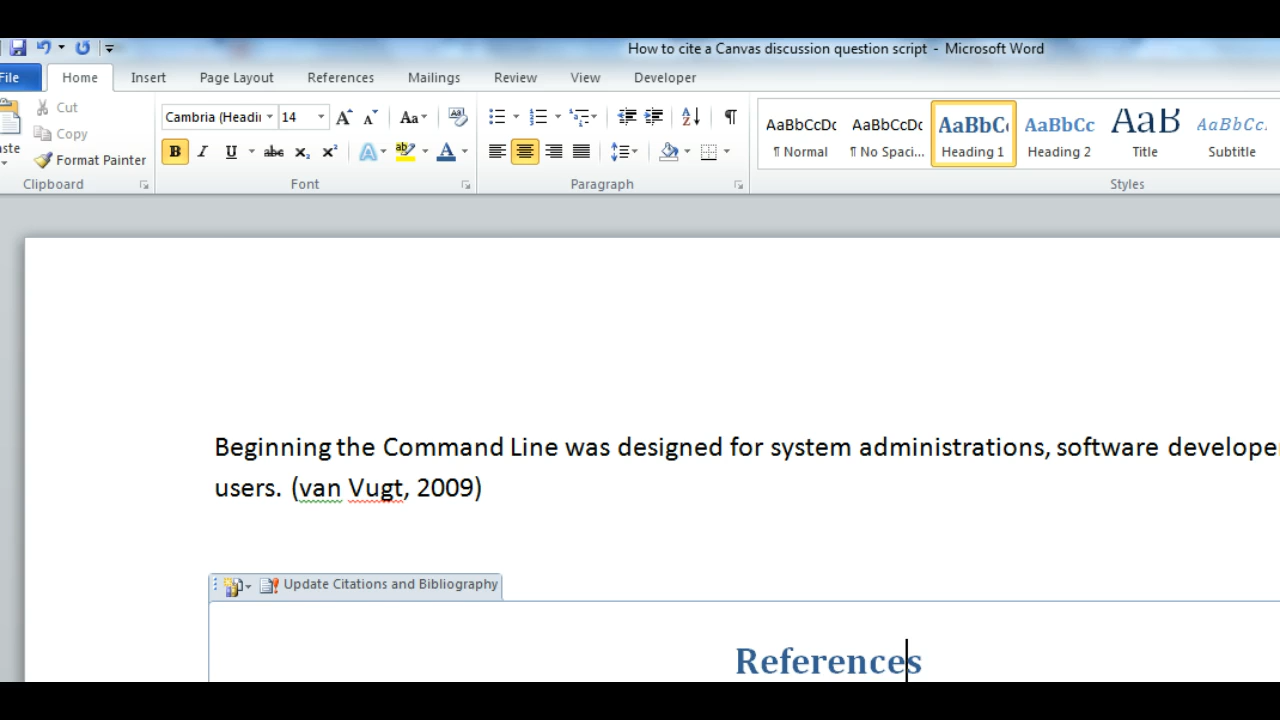 How to cite a Canvas discussion question script - Microsoft Word
File Home Insert Page Layout References Mailings Review View Developer
Cut
Copy
Format Painter
Clipboard
Cambria (Headi 14
Font
Paragraph
AaBbCcDc AaBbCcDc AaBbC AaBbCc AaB AaBbCc.
¶ Normal ¶ No Spaci... Heading 1 Heading 2 Title Subtitle
Styles
Beginning the Command Line was designed for system administrations, software develope
users. (van Vugt, 2009)
Update Citations and Bibliography
References